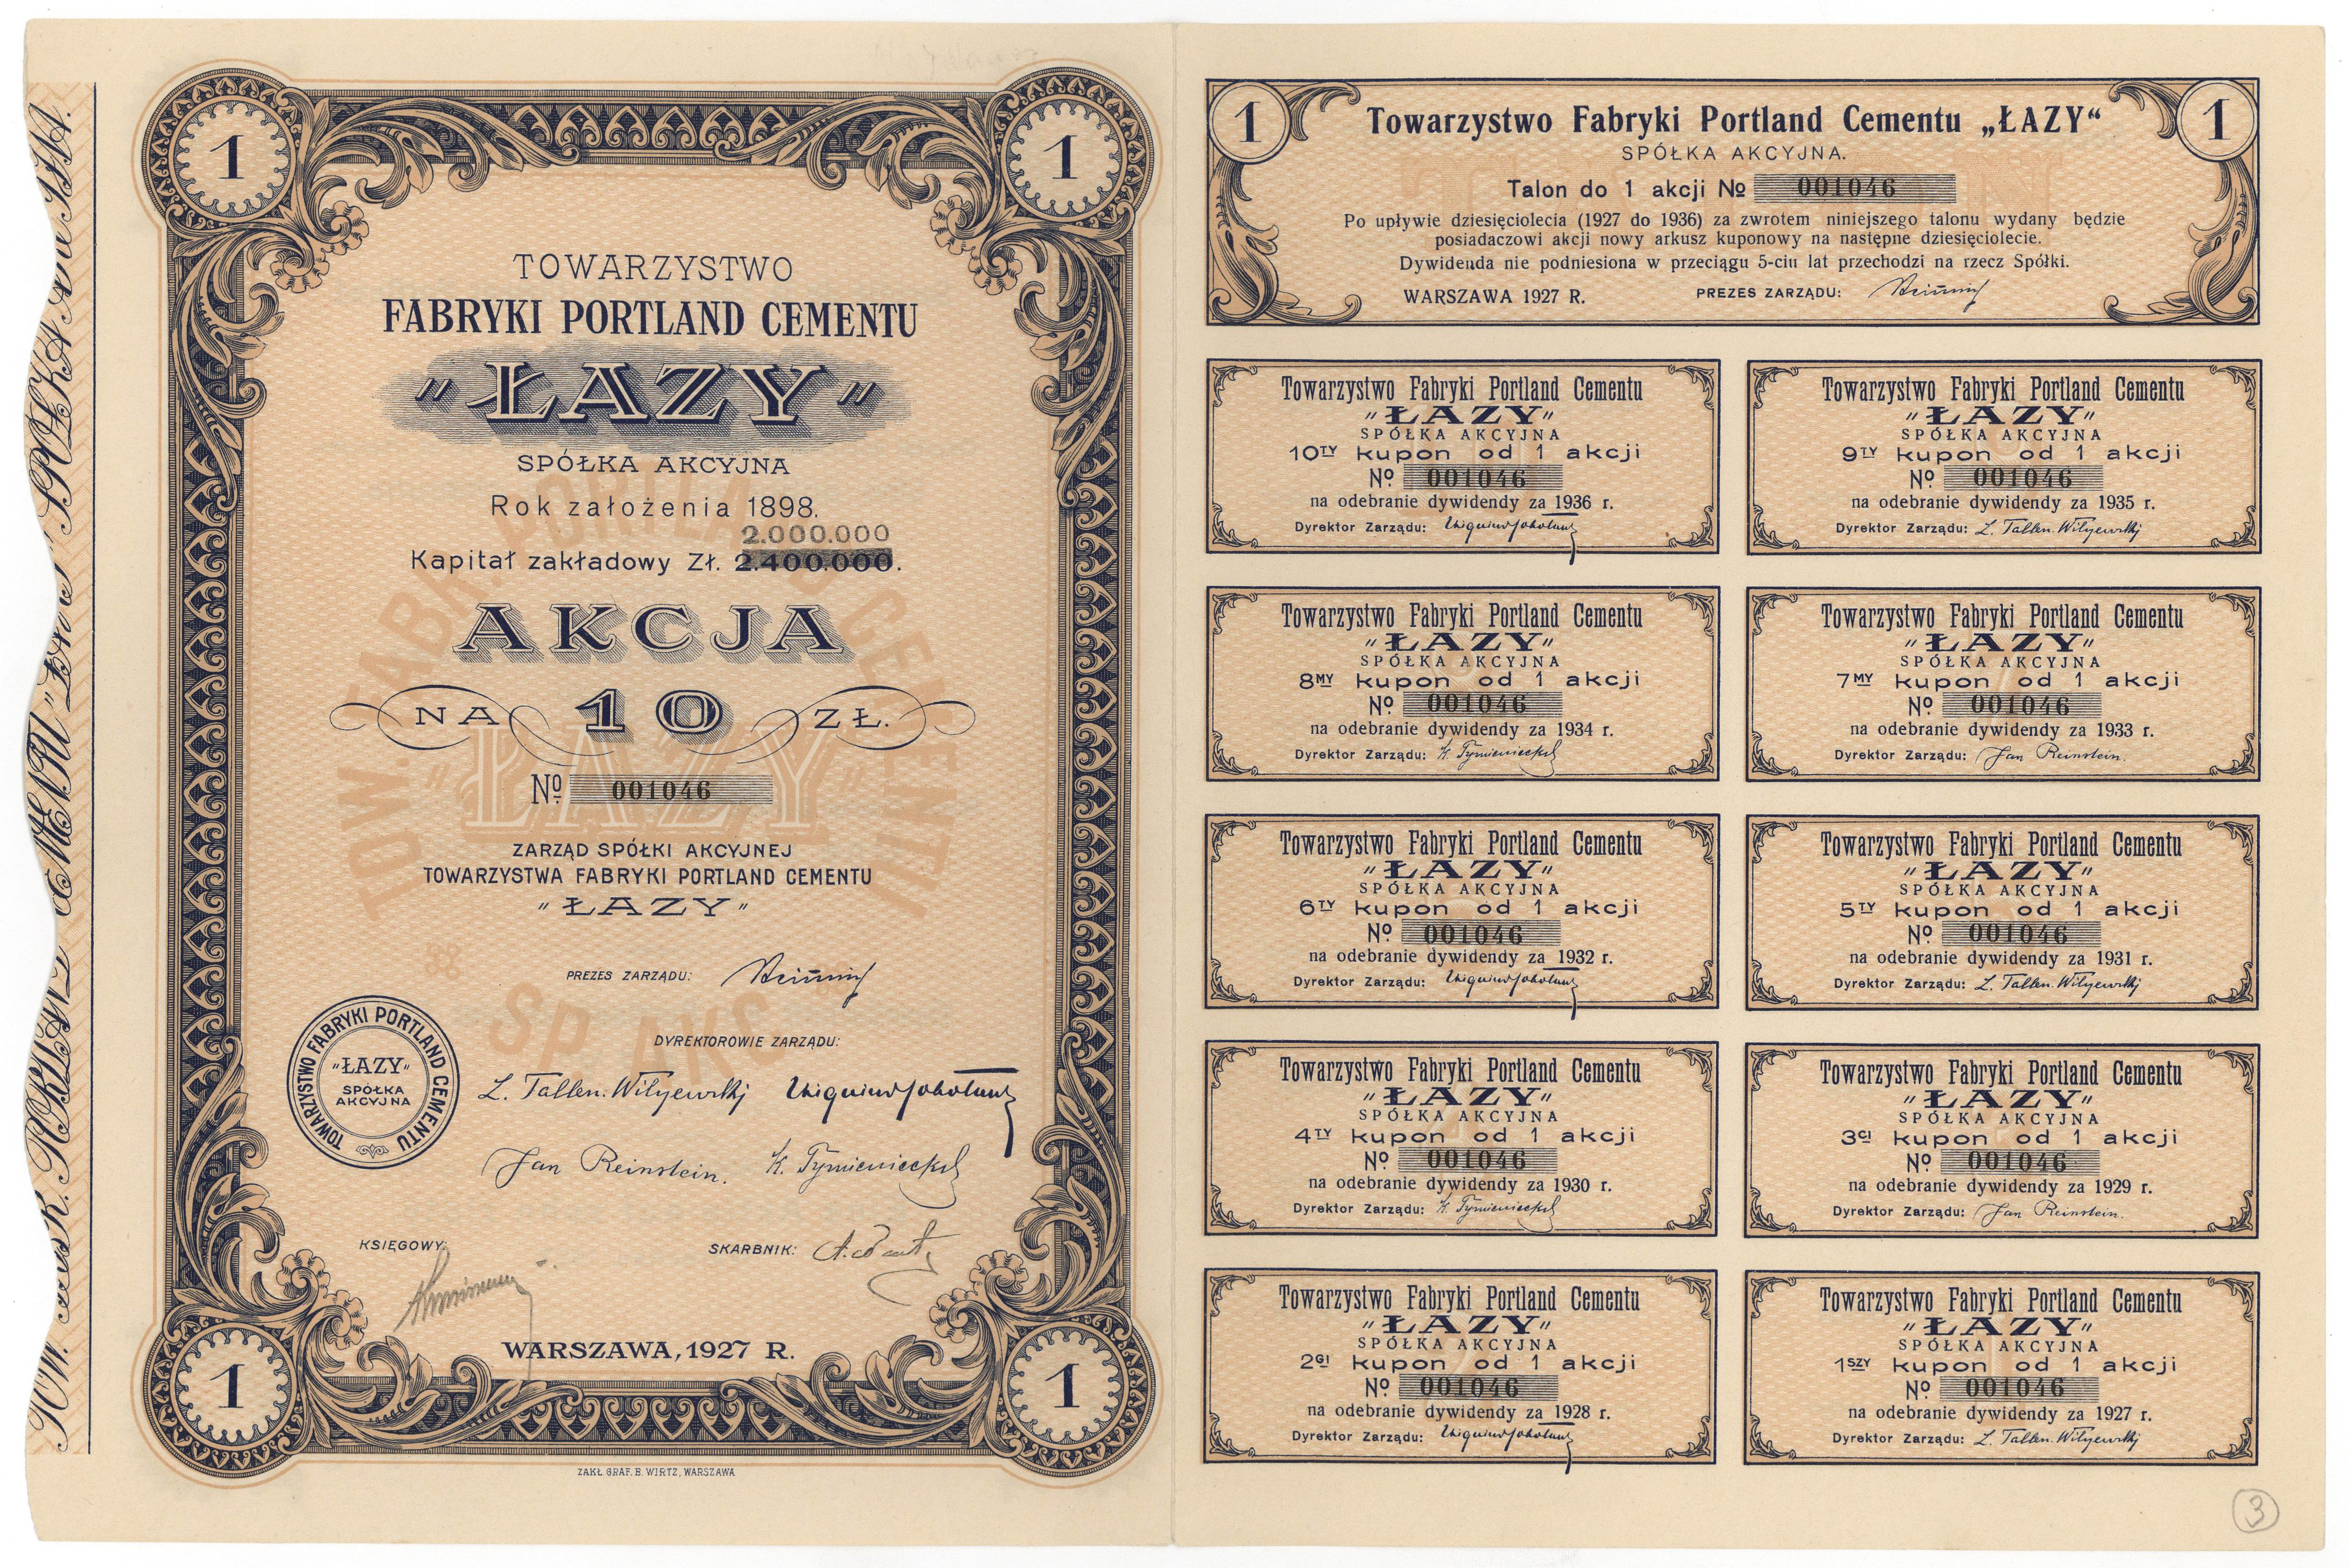 TOW. FABR. PORTLAND CEMENTU "ŁAZY" SPÓŁKA AKCYJNA.
1
1
TOWARZYSTWO
FABRYKI PORTLAND CEMENTU
"ŁAZY"
SPÓŁKA AKCYJNA
Rok założenia 1898.
2.000.000
Kapitał zakładowy Zł. 2.400.000.
AKCJA
NA 10 ZŁ.
No 001046
TOW. FABR. PORTLAND CEMENTU
"ŁAZY"
SP. AKC.
ZARZĄD SPÓŁKI AKCYJNEJ
TOWARZYSTWA FABRYKI PORTLAND CEMENTU
"ŁAZY"
PREZES ZARZĄDU:
DYREKTOROWIE ZARZĄDU:
TOWARZYSTWO FABRYKI PORTLAND CEMENTU
"ŁAZY"
SPÓŁKA
AKCYJNA
Jan Reinstein. K. Tymieniecki
KSIĘGOWY:
SKARBNIK:
WARSZAWA, 1927 R.
1
1
ZAKŁ. GRAF. B. WIRTZ, WARSZAWA
1
1
Towarzystwo Fabryki Portland Cementu „ŁAZY“
SPÓŁKA AKCYJNA.
Talon do 1 akcji No 001046
Po upływie dziesięciolecia (1927 do 1936) za zwrotem niniejszego talonu wydany będzie
posiadaczowi akcji nowy arkusz kuponowy na następne dziesięciolecie.
Dywidenda nie podniesiona w przeciągu 5-ciu lat przechodzi na rzecz Spółki.
WARSZAWA 1927 R. PREZES ZARZĄDU:
Towarzystwo Fabryki Portland Cementu
"ŁAZY"
SPÓŁKA AKCYJNA
10TY kupon od 1 akcji
No 001046
na odebranie dywidendy za 1936 r.
Dyrektor Zarządu:
Towarzystwo Fabryki Portland Cementu
"ŁAZY"
SPÓŁKA AKCYJNA
9TY kupon od 1 akcji
No 001046
na odebranie dywidendy za 1935 r.
Dyrektor Zarządu:
Towarzystwo Fabryki Portland Cementu
"ŁAZY"
SPÓŁKA AKCYJNA
8MY kupon od 1 akcji
No 001046
na odebranie dywidendy za 1934 r.
Dyrektor Zarządu: K. Tymieniecki
Towarzystwo Fabryki Portland Cementu
"ŁAZY"
SPÓŁKA AKCYJNA
7MY kupon od 1 akcji
No 001046
na odebranie dywidendy za 1933 r.
Dyrektor Zarządu: Jan Reinstein.
Towarzystwo Fabryki Portland Cementu
"ŁAZY"
SPÓŁKA AKCYJNA
6TY kupon od 1 akcji
No 001046
na odebranie dywidendy za 1932 r.
Dyrektor Zarządu:
Towarzystwo Fabryki Portland Cementu
"ŁAZY"
SPÓŁKA AKCYJNA
5TY kupon od 1 akcji
No 001046
na odebranie dywidendy za 1931 r.
Dyrektor Zarządu:
Towarzystwo Fabryki Portland Cementu
"ŁAZY"
SPÓŁKA AKCYJNA
4TY kupon od 1 akcji
No 001046
na odebranie dywidendy za 1930 r.
Dyrektor Zarządu: K. Tymieniecki
Towarzystwo Fabryki Portland Cementu
"ŁAZY"
SPÓŁKA AKCYJNA
3CI kupon od 1 akcji
No 001046
na odebranie dywidendy za 1929 r.
Dyrektor Zarządu: Jan Reinstein.
Towarzystwo Fabryki Portland Cementu
"ŁAZY"
SPÓŁKA AKCYJNA
2GI kupon od 1 akcji
No 001046
na odebranie dywidendy za 1928 r.
Dyrektor Zarządu:
Towarzystwo Fabryki Portland Cementu
"ŁAZY"
SPÓŁKA AKCYJNA
1SZY kupon od 1 akcji
No 001046
na odebranie dywidendy za 1927 r.
Dyrektor Zarządu:
3